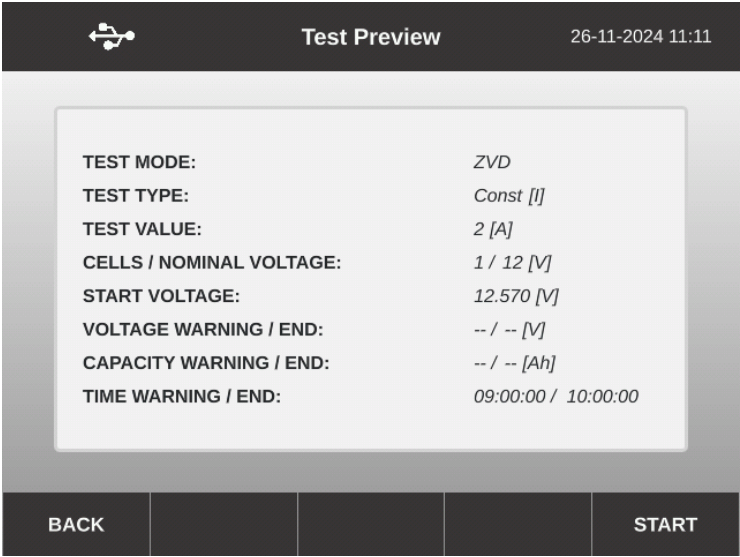 Test Preview 26-11-2024 11:11
TEST MODE: ZVD
TEST TYPE: Const [I]
TEST VALUE: 2 [A]
CELLS / NOMINAL VOLTAGE: 1 / 12 [V]
START VOLTAGE: 12.570 [V]
VOLTAGE WARNING / END: -- / -- [V]
CAPACITY WARNING / END: -- / -- [Ah]
TIME WARNING / END: 09:00:00 / 10:00:00
BACK START